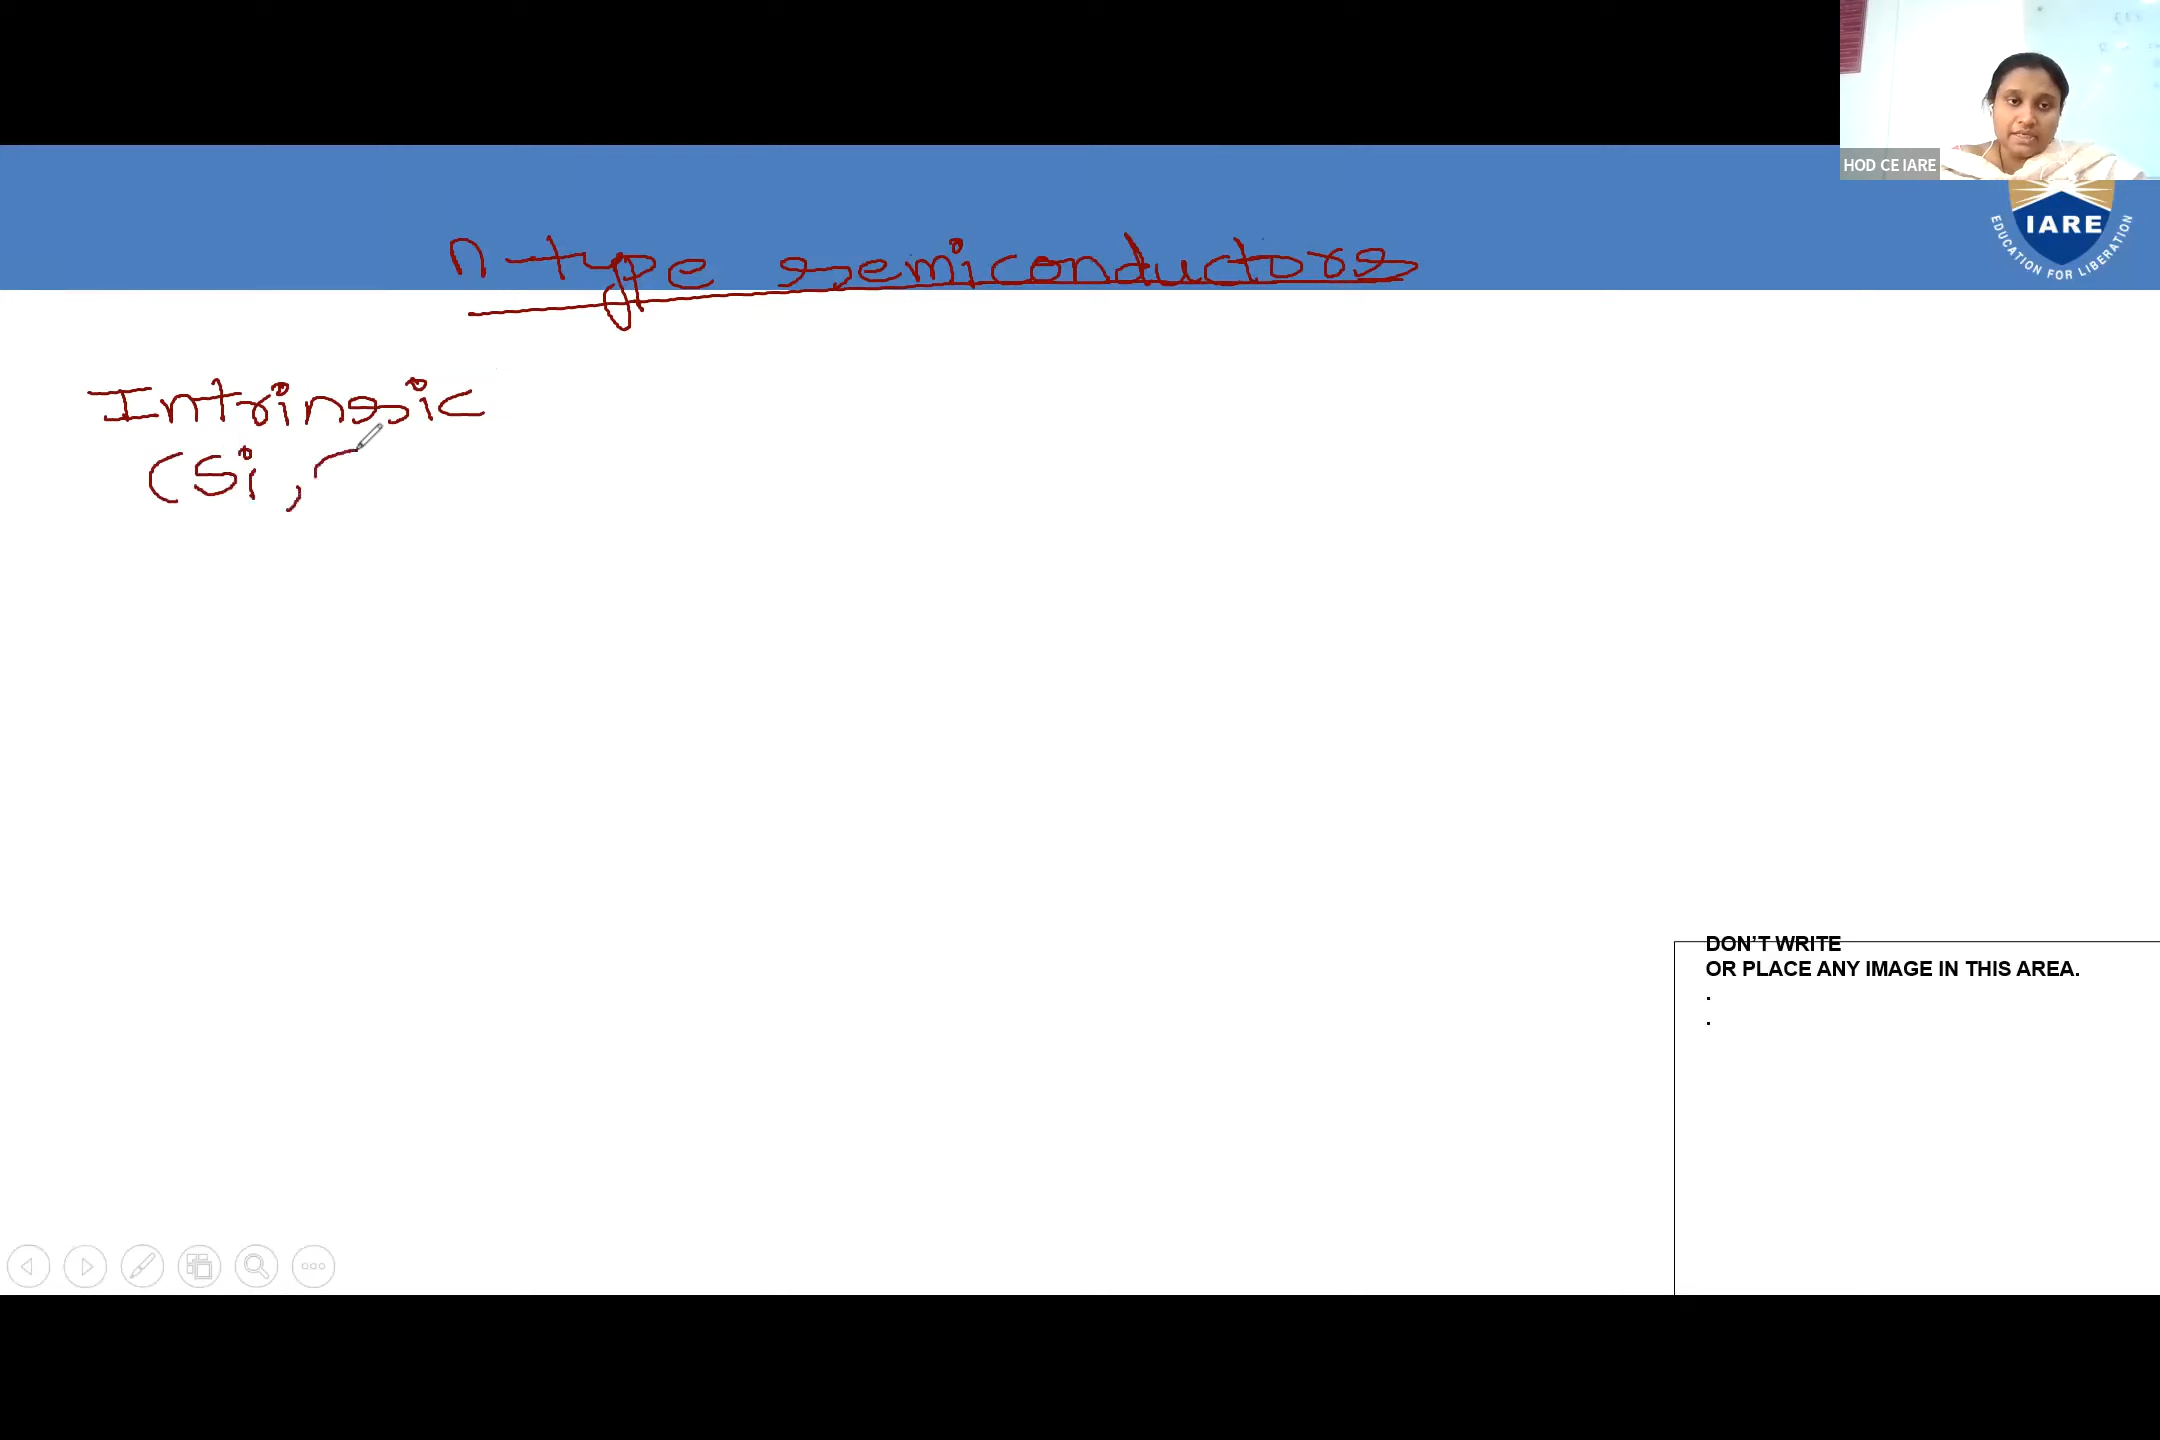 HOD CE IARE
IARE
EDUCATION FOR LIBERATION
n-type semiconductors
Intrinsic
(Si,
DON'T WRITE
OR PLACE ANY IMAGE IN THIS AREA.
.
.